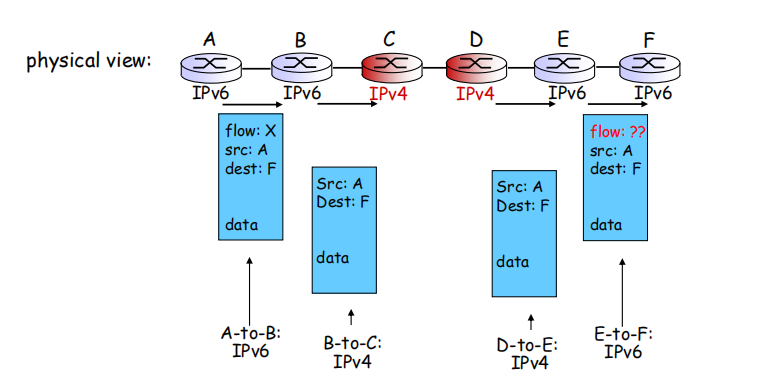 A B C D E F
physical view:
IPv6 IPv6 IPv4 IPv4 IPv6 IPv6
flow: X
src: A
dest: F
data
Src: A
Dest: F
data
Src: A
Dest: F
data
flow: ??
src: A
dest: F
data
A-to-B:
IPv6
B-to-C:
IPv4
D-to-E:
IPv4
E-to-F:
IPv6